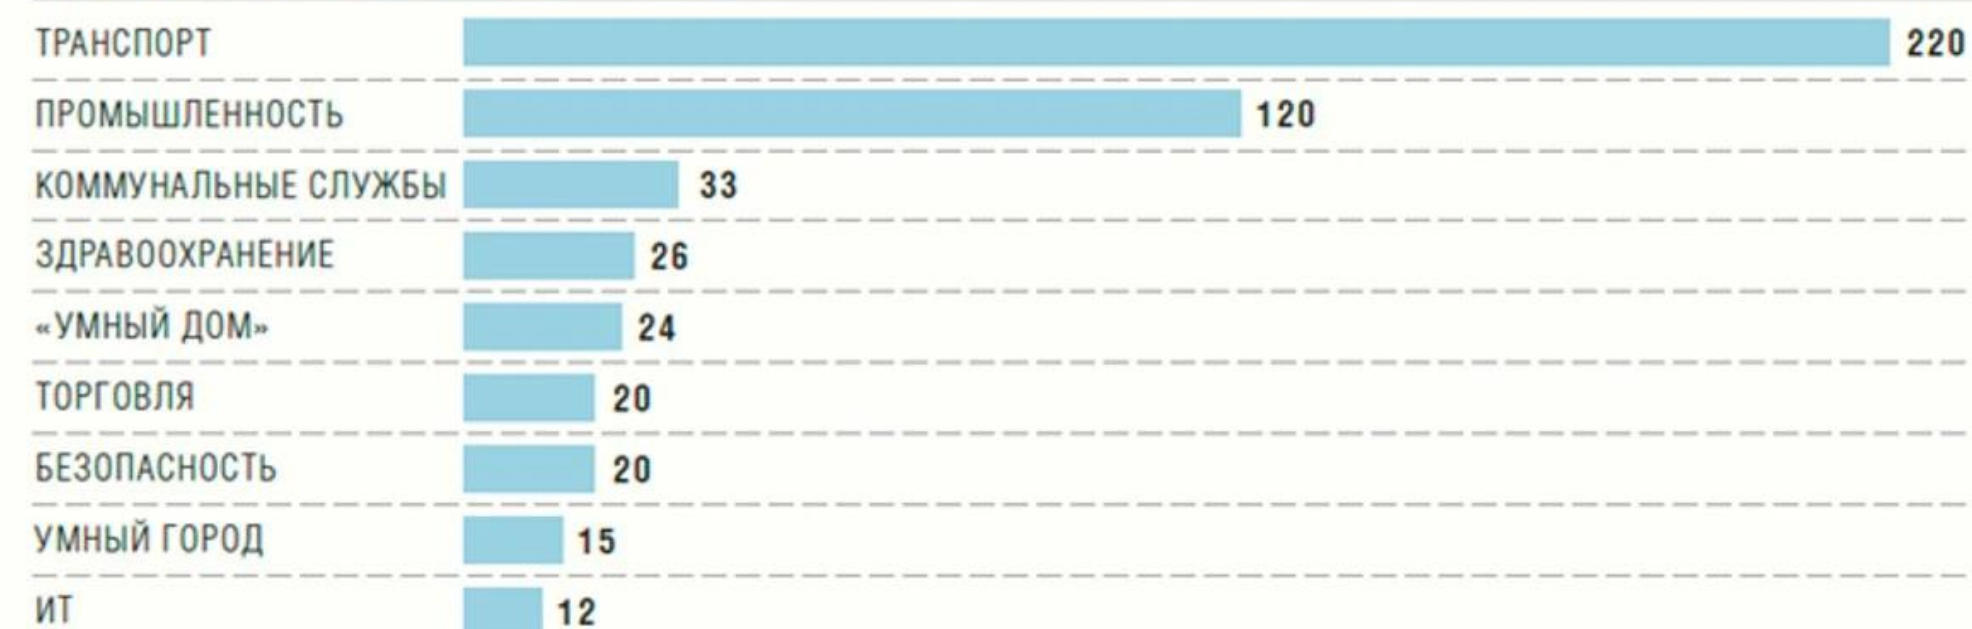 ТРАНСПОРТ 220
ПРОМЫШЛЕННОСТЬ 120
КОММУНАЛЬНЫЕ СЛУЖБЫ 33
ЗДРАВООХРАНЕНИЕ 26
«УМНЫЙ ДОМ» 24
ТОРГОВЛЯ 20
БЕЗОПАСНОСТЬ 20
УМНЫЙ ГОРОД 15
ИТ 12